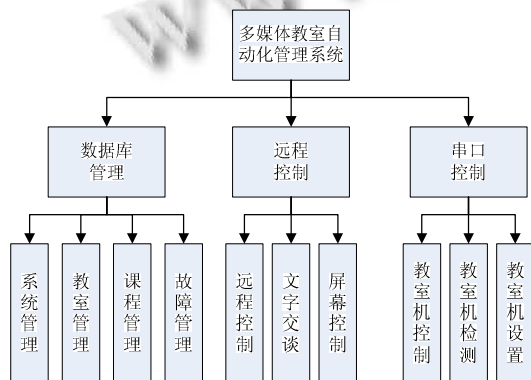 多媒体教室自
动化管理系统
数据库
管理
远程
控制
串口
控制
系统管理
教室管理
课程管理
故障管理
远程控制
文字交谈
屏幕控制
教室机控制
教室机检测
教室机设置